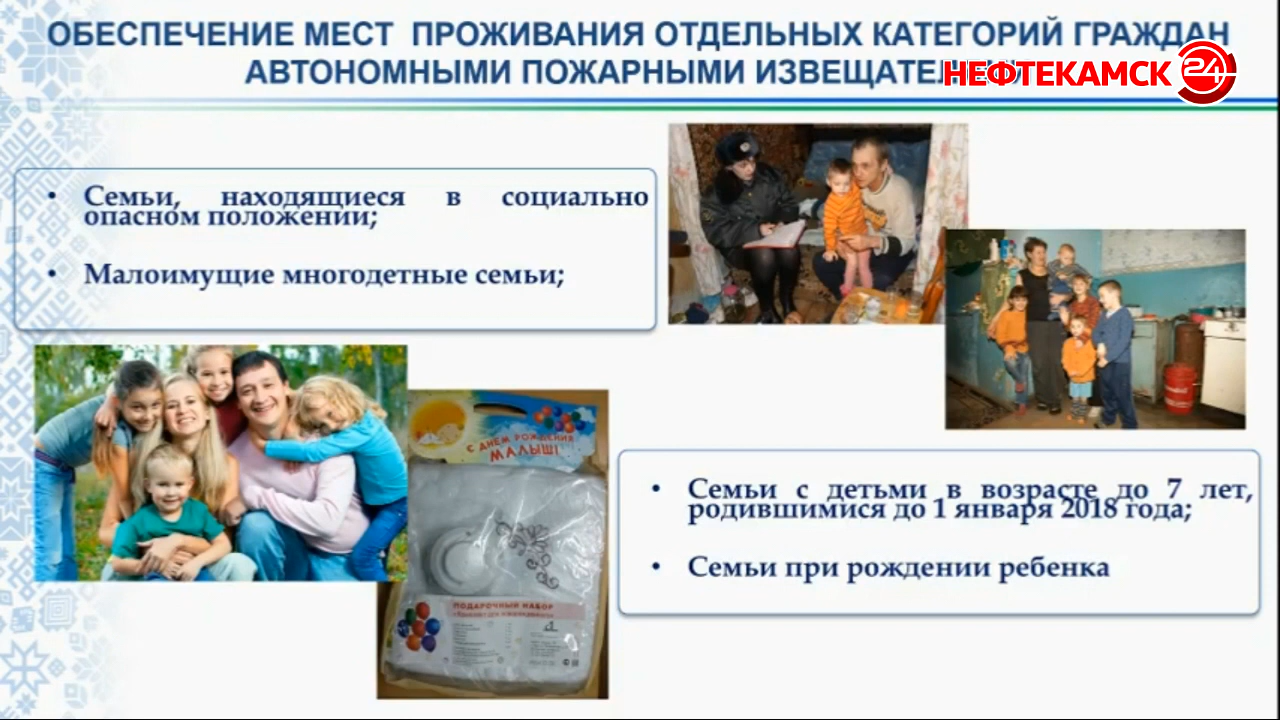 ОБЕСПЕЧЕНИЕ МЕСТ ПРОЖИВАНИЯ ОТДЕЛЬНЫХ КАТЕГОРИЙ ГРАЖДАН
АВТОНОМНЫМИ ПОЖАРНЫМИ
НЕФТЕКАМСК 24
• Семьи, находящиеся в социально
опасном положении;
• Малоимущие многодетные семьи;
С ДНЕМ РОЖДЕНИЯ
МАЛЫШ!
ПОДАРОЧНЫЙ НАБОР
• Семьи с детьми в возрасте до 7 лет,
родившимися до 1 января 2018 года;
• Семьи при рождении ребенка